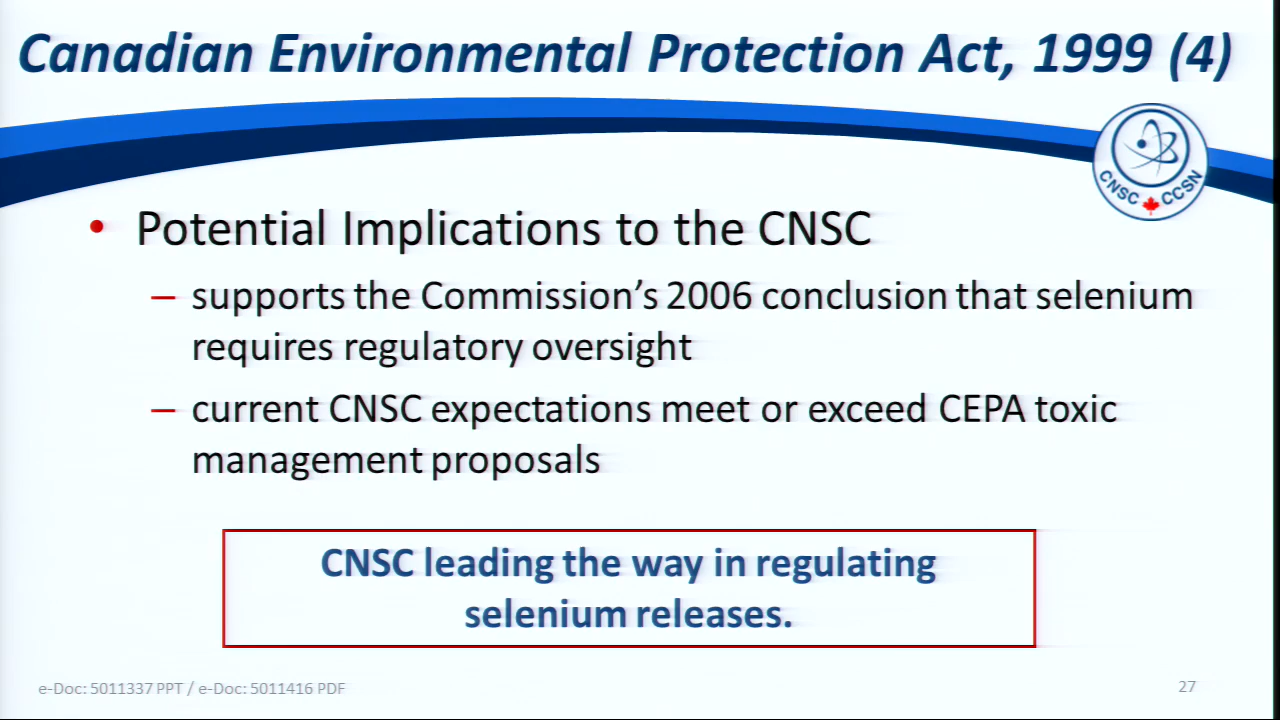 Canadian Environmental Protection Act, 1999 (4)
CNSC CCSN
• Potential Implications to the CNSC
– supports the Commission’s 2006 conclusion that selenium
requires regulatory oversight
– current CNSC expectations meet or exceed CEPA toxic
management proposals
CNSC leading the way in regulating
selenium releases.
e-Doc: 5011337 PPT / e-Doc: 5011416 PDF
27